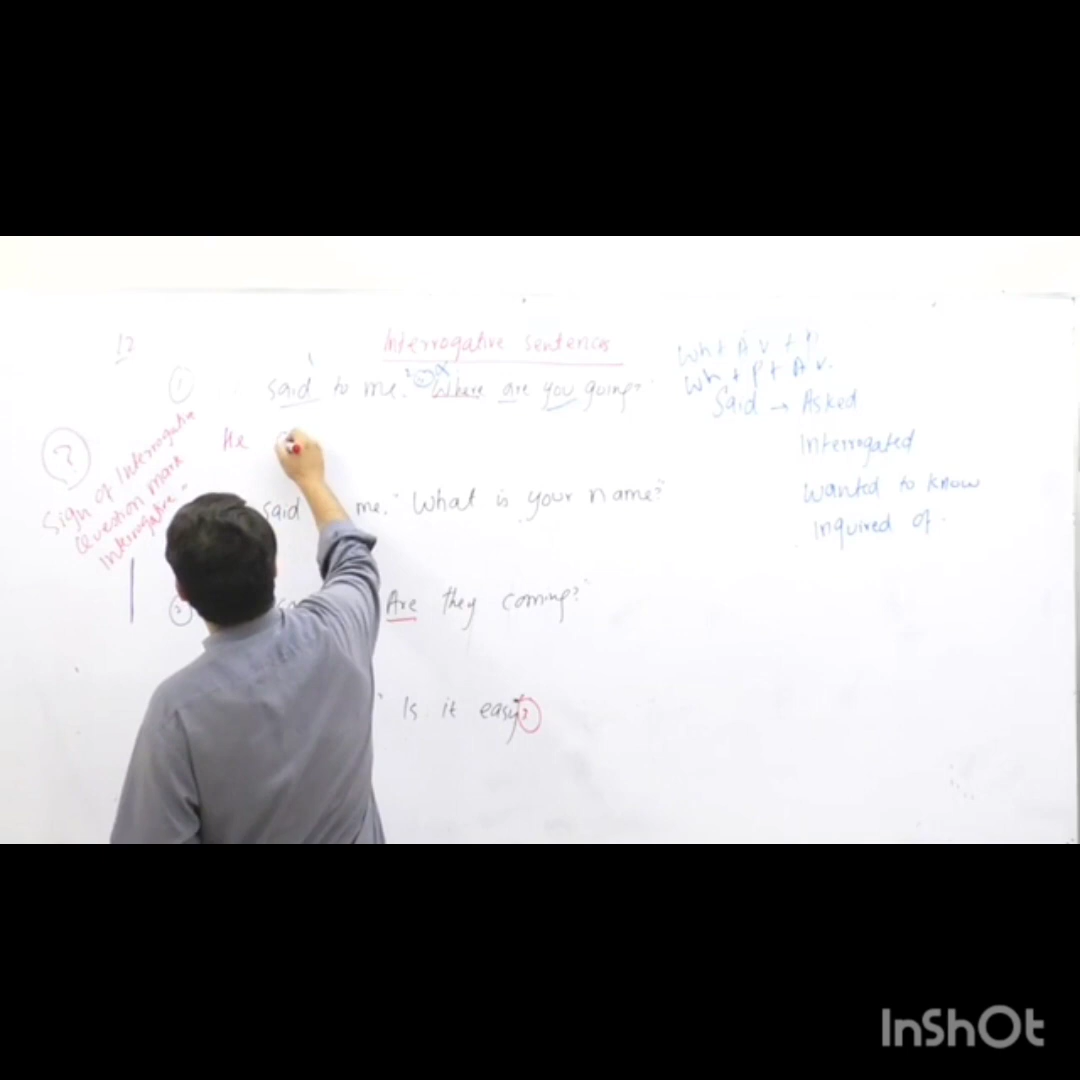 12
Interrogative sentences
1 said to me, "Where are you going?"
Wh + A v + P
Wh + P + A v.
Said → Asked
Interrogated
Wanted to know
inquired of.
He
?
Sign of Interrogative
Question mark
Interrogative
said me, "What is your name?"
2 Are they coming?"
" Is it easy?"
InShOt